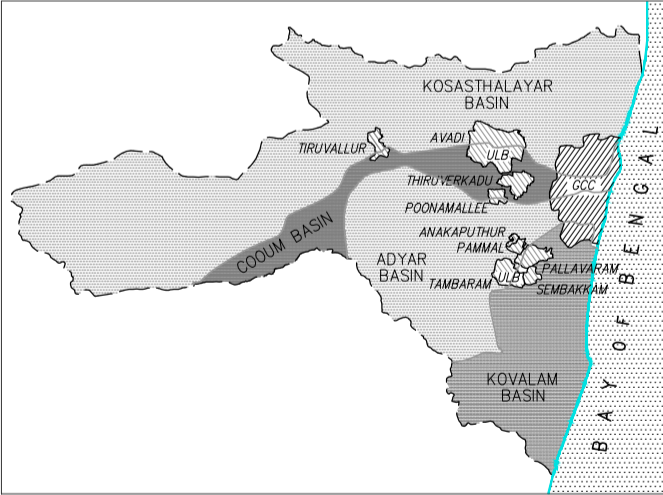 KOSASTHALAYAR
BASIN
AVADI
TIRUVALLUR
ULB
THIRUVERKADU
GCC
POONAMALLEE
COOUM BASIN
ANAKAPUTHUR
PAMMAL
ADYAR
BASIN
PALLAVARAM
ULB
TAMBARAM
SEMBAKKAM
KOVALAM
BASIN
BAY OF BENGAL